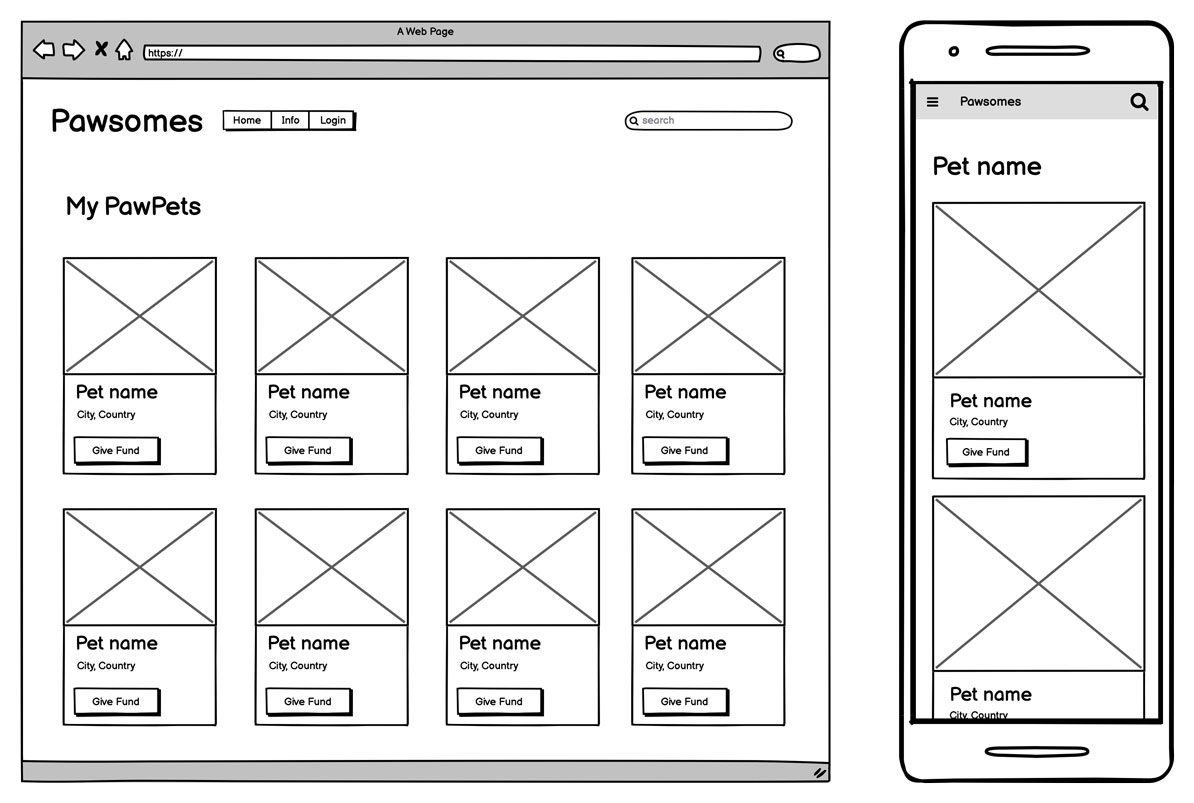 A Web Page
https://
Pawsomes
Home Info Login
search
My PawPets
Pet name Pet name Pet name Pet name
City, Country City, Country City, Country City, Country
Give Fund Give Fund Give Fund Give Fund
Pet name Pet name Pet name Pet name
City, Country City, Country City, Country City, Country
Give Fund Give Fund Give Fund Give Fund
Pawsomes
Pet name
Pet name
City, Country
Give Fund
Pet name
City, Country